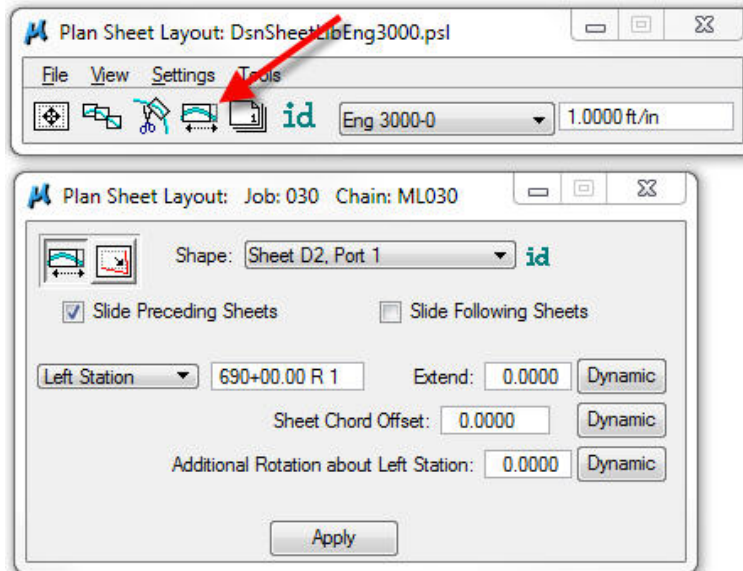 Plan Sheet Layout: DsnSheetLibEng3000.psl
File View Settings Tools
1 id Eng 3000-0 1.0000 ft/in
Plan Sheet Layout: Job: 030 Chain: ML030
Shape: Sheet D2, Port 1 id
Slide Preceding Sheets Slide Following Sheets
Left Station 690+00.00 R 1 Extend: 0.0000 Dynamic
Sheet Chord Offset: 0.0000 Dynamic
Additional Rotation about Left Station: 0.0000 Dynamic
Apply